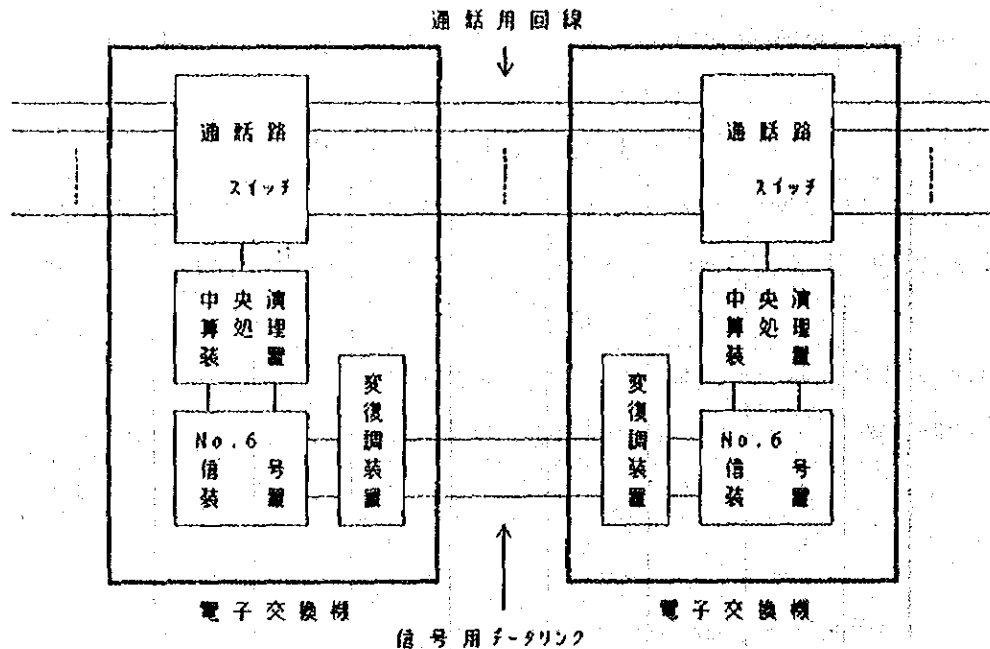 通話用回線
通話路
スイッチ
通話路
スイッチ
中央演
算処理
装置
中央演
算処理
装置
変復調装置
変復調装置
No.6
信号
装置
No.6
信号
装置
電子交換機
電子交換機
信号用データリンク